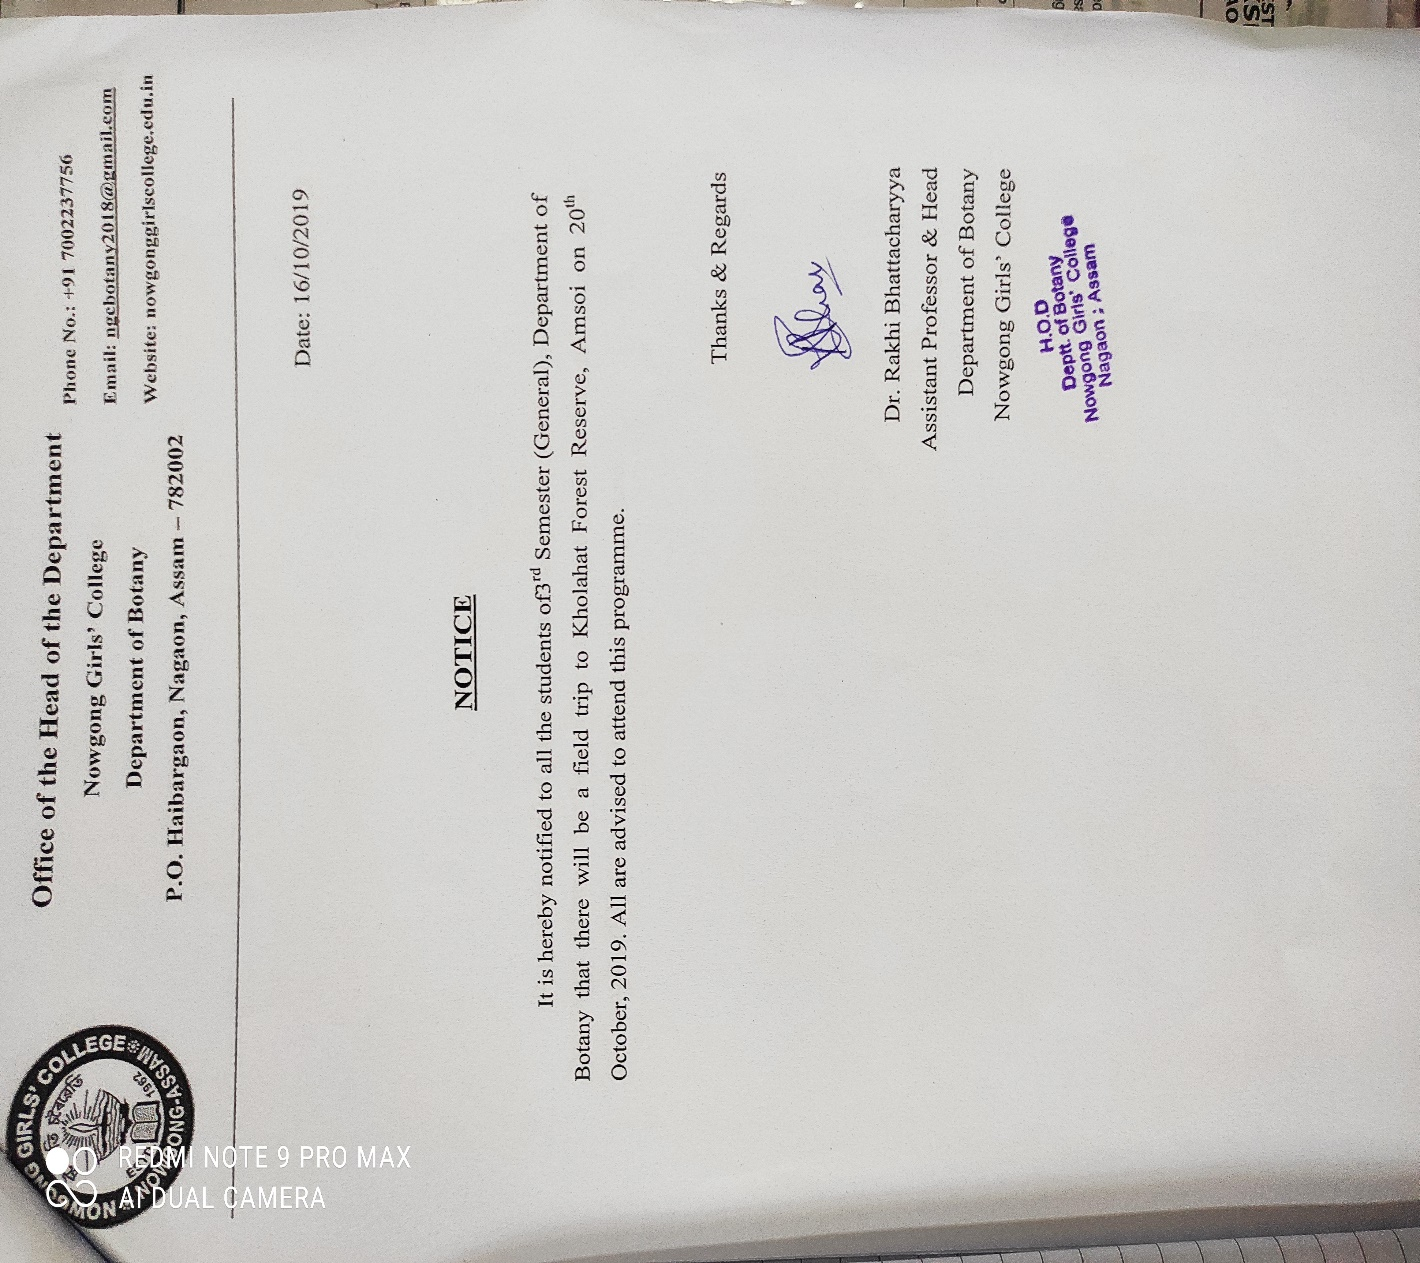 Office of the Head of the Department
Nowgong Girls' College
Department of Botany
P.O. Haibargaon, Nagaon, Assam – 782002
Phone No.: +91 7002237756
Email: ngcbotany2018@gmail.com
Website: nowgonggirlscollege.edu.in
Date: 16/10/2019
NOTICE
It is hereby notified to all the students of3rd Semester (General), Department of
Botany that there will be a field trip to Kholahat Forest Reserve, Amsoi on 20th
October, 2019. All are advised to attend this programme.
Thanks & Regards
Dr. Rakhi Bhattacharyya
Assistant Professor & Head
Department of Botany
Nowgong Girls' College
H.O.D
Deptt. of Botany
Nowgong Girls' College
Nagaon ; Assam
GIRLS' COLLEGE
NOWGONG-ASSAM
1962
REDMI NOTE 9 PRO MAX
AI DUAL CAMERA